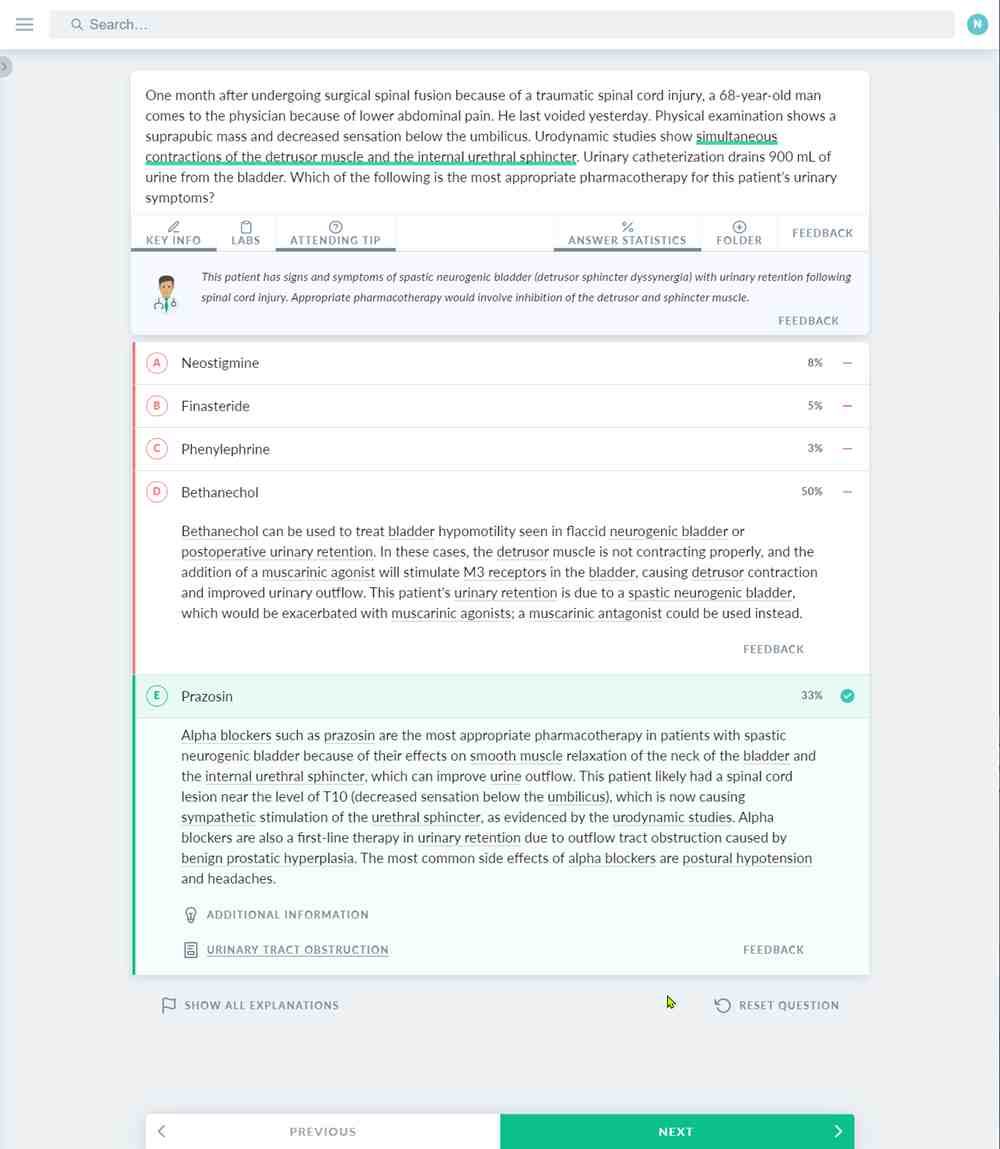 Search...
N
One month after undergoing surgical spinal fusion because of a traumatic spinal cord injury, a 68-year-old man
comes to the physician because of lower abdominal pain. He last voided yesterday. Physical examination shows a
suprapubic mass and decreased sensation below the umbilicus. Urodynamic studies show simultaneous
contractions of the detrusor muscle and the internal urethral sphincter. Urinary catheterization drains 900 mL of
urine from the bladder. Which of the following is the most appropriate pharmacotherapy for this patient's urinary
symptoms?
KEY INFO LABS ATTENDING TIP ANSWER STATISTICS FOLDER FEEDBACK
This patient has signs and symptoms of spastic neurogenic bladder (detrusor sphincter dyssynergia) with urinary retention following
spinal cord injury. Appropriate pharmacotherapy would involve inhibition of the detrusor and sphincter muscle.
FEEDBACK
A Neostigmine 8%
B Finasteride 5%
C Phenylephrine 3%
D Bethanechol 50%
Bethanechol can be used to treat bladder hypomotility seen in flaccid neurogenic bladder or
postoperative urinary retention. In these cases, the detrusor muscle is not contracting properly, and the
addition of a muscarinic agonist will stimulate M3 receptors in the bladder, causing detrusor contraction
and improved urinary outflow. This patient's urinary retention is due to a spastic neurogenic bladder,
which would be exacerbated with muscarinic agonists; a muscarinic antagonist could be used instead.
FEEDBACK
E Prazosin 33%
Alpha blockers such as prazosin are the most appropriate pharmacotherapy in patients with spastic
neurogenic bladder because of their effects on smooth muscle relaxation of the neck of the bladder and
the internal urethral sphincter, which can improve urine outflow. This patient likely had a spinal cord
lesion near the level of T10 (decreased sensation below the umbilicus), which is now causing
sympathetic stimulation of the urethral sphincter, as evidenced by the urodynamic studies. Alpha
blockers are also a first-line therapy in urinary retention due to outflow tract obstruction caused by
benign prostatic hyperplasia. The most common side effects of alpha blockers are postural hypotension
and headaches.
ADDITIONAL INFORMATION
URINARY TRACT OBSTRUCTION FEEDBACK
SHOW ALL EXPLANATIONS RESET QUESTION
PREVIOUS NEXT